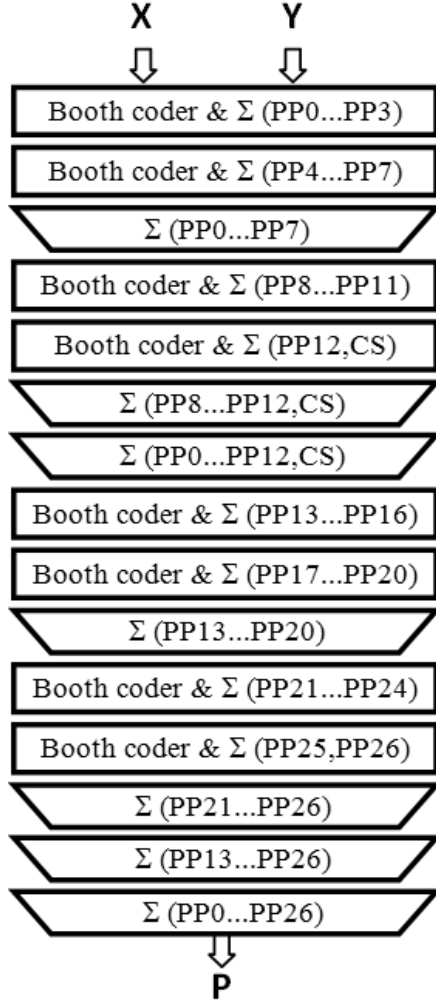 X Y
Booth coder & Σ (PP0...PP3)
Booth coder & Σ (PP4...PP7)
Σ (PP0...PP7)
Booth coder & Σ (PP8...PP11)
Booth coder & Σ (PP12,CS)
Σ (PP8...PP12,CS)
Σ (PP0...PP12,CS)
Booth coder & Σ (PP13...PP16)
Booth coder & Σ (PP17...PP20)
Σ (PP13...PP20)
Booth coder & Σ (PP21...PP24)
Booth coder & Σ (PP25,PP26)
Σ (PP21...PP26)
Σ (PP13...PP26)
Σ (PP0...PP26)
P